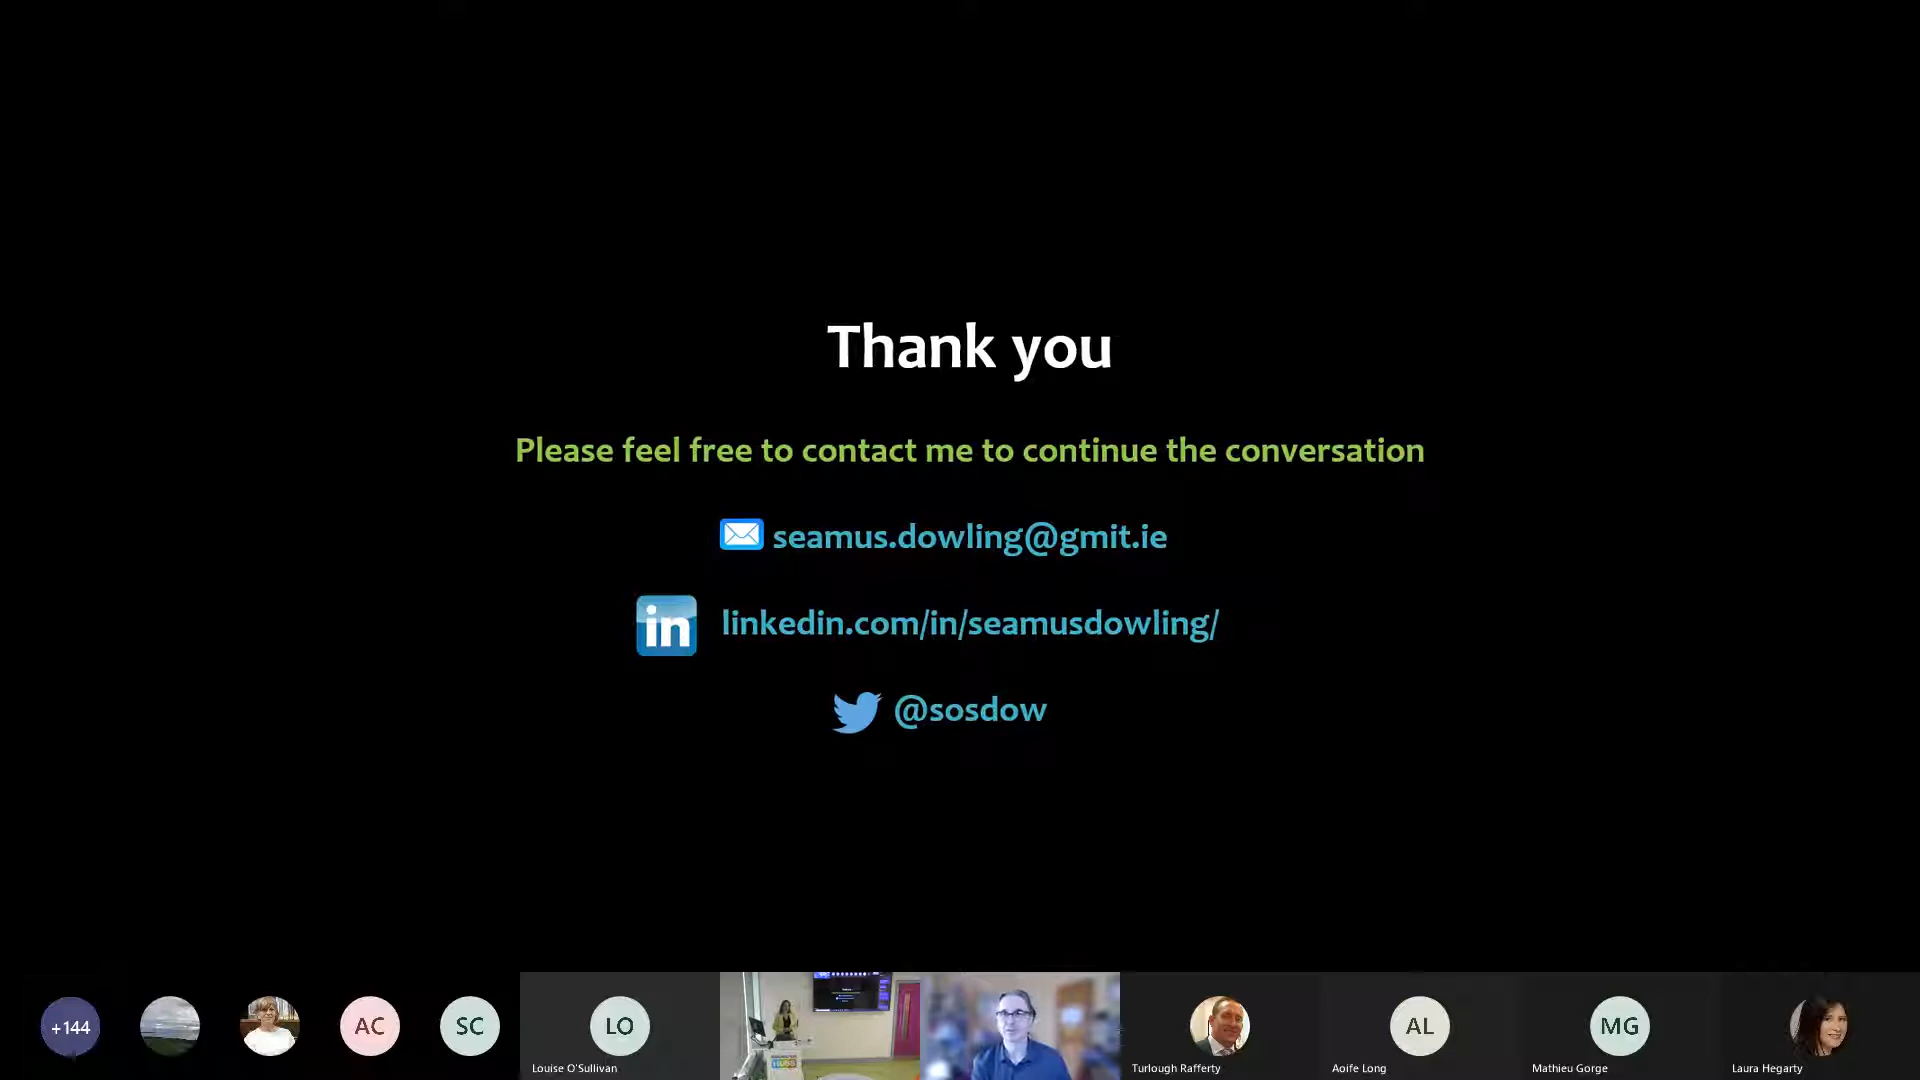 Thank you
Please feel free to contact me to continue the conversation
seamus.dowling@gmit.ie
in linkedin.com/in/seamusdowling/
@sosdow
+144
AC
SC
LO
Louise O'Sullivan
Turlough Rafferty
AL
Aoife Long
MG
Mathieu Gorge
Laura Hegarty